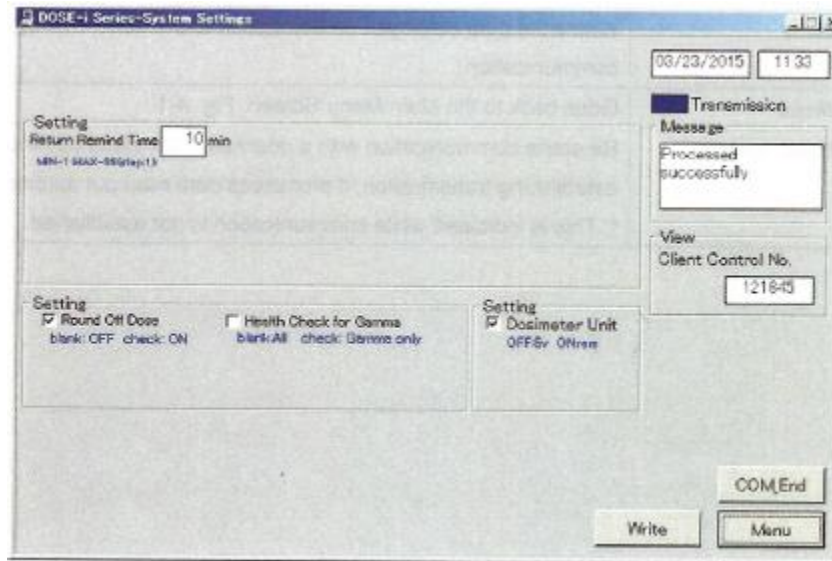 DOSE-i Series-System Settings
03/23/2015 11:33
Transmission
Setting
Return Remind Time 10 min
Message
Processed
successfully
View
Client Control No.
121645
Setting
Round Off Dose
blank: OFF check: ON
Health Check for Gamma
blank:All check: Gamma only
Setting
Dosimeter Unit
OFF:Sv ON:rem
COM.End
Write
Menu